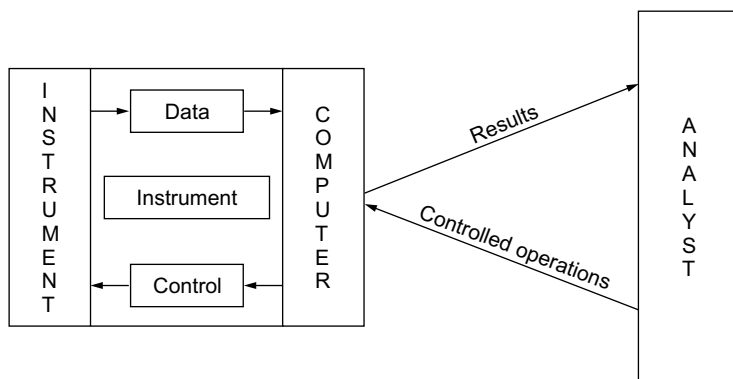 INSTRUMENT
Data
Instrument
Control
COMPUTER
Results
Controlled operations
ANALYST